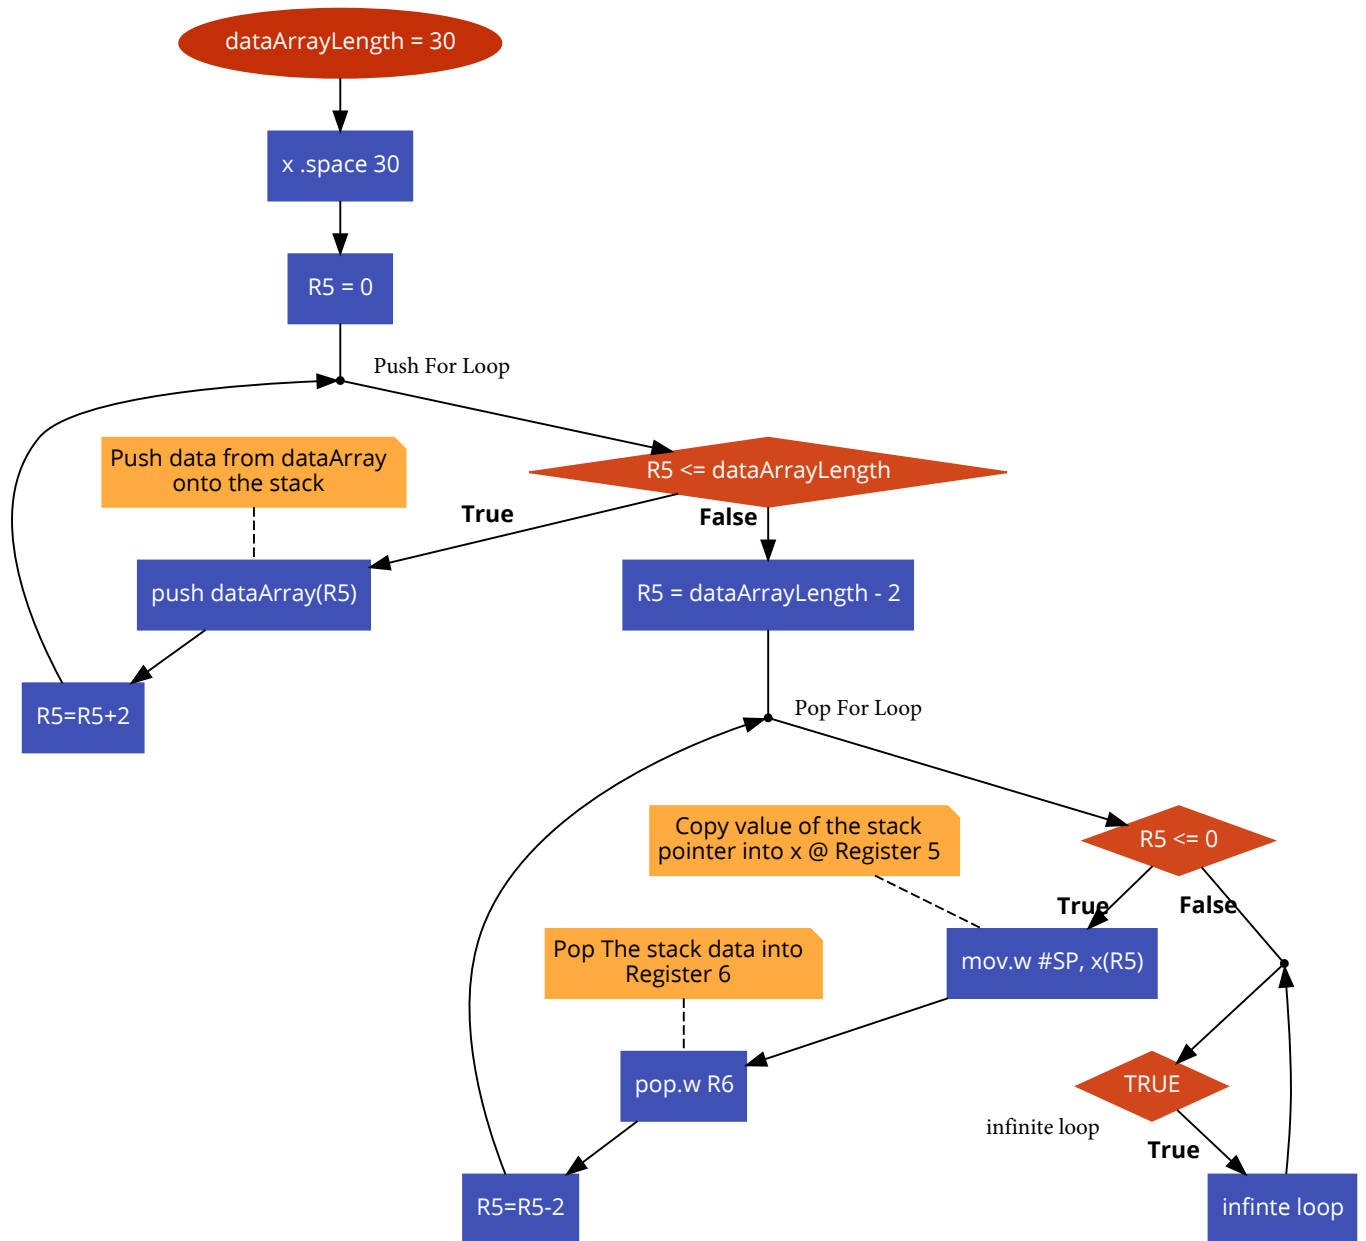 dataArrayLength = 30
x .space 30
R5 = 0
Push For Loop
Push data from dataArray
onto the stack
R5 <= dataArrayLength
True
False
push dataArray(R5)
R5 = dataArrayLength - 2
R5=R5+2
Pop For Loop
Copy value of the stack
pointer into x @ Register 5
R5 <= 0
True
False
Pop The stack data into
Register 6
mov.w #SP, x(R5)
pop.w R6
TRUE
infinite loop
True
R5=R5-2
infinte loop